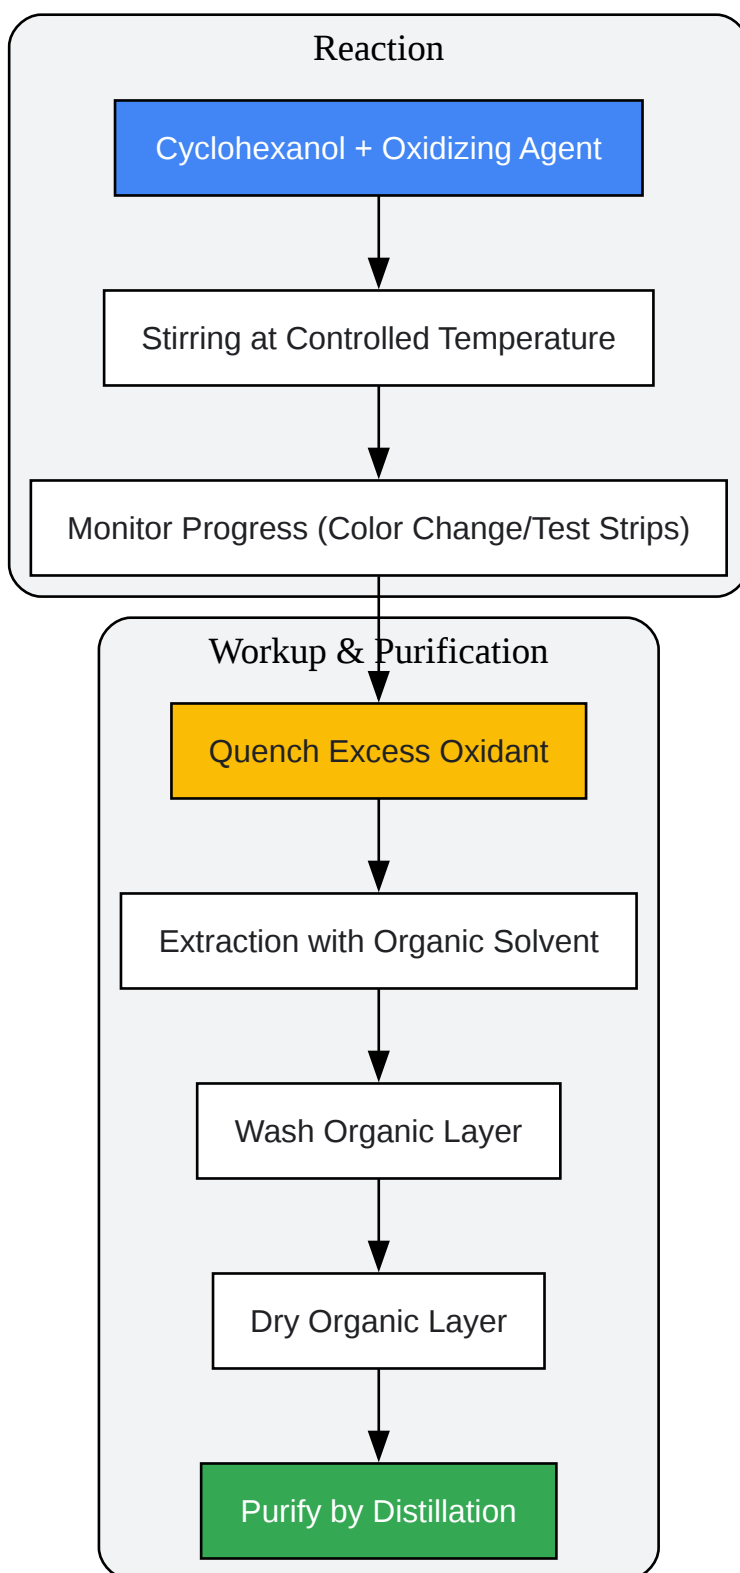 Reaction
Cyclohexanol + Oxidizing Agent
Stirring at Controlled Temperature
Monitor Progress (Color Change/Test Strips)
Workup & Purification
Quench Excess Oxidant
Extraction with Organic Solvent
Wash Organic Layer
Dry Organic Layer
Purify by Distillation